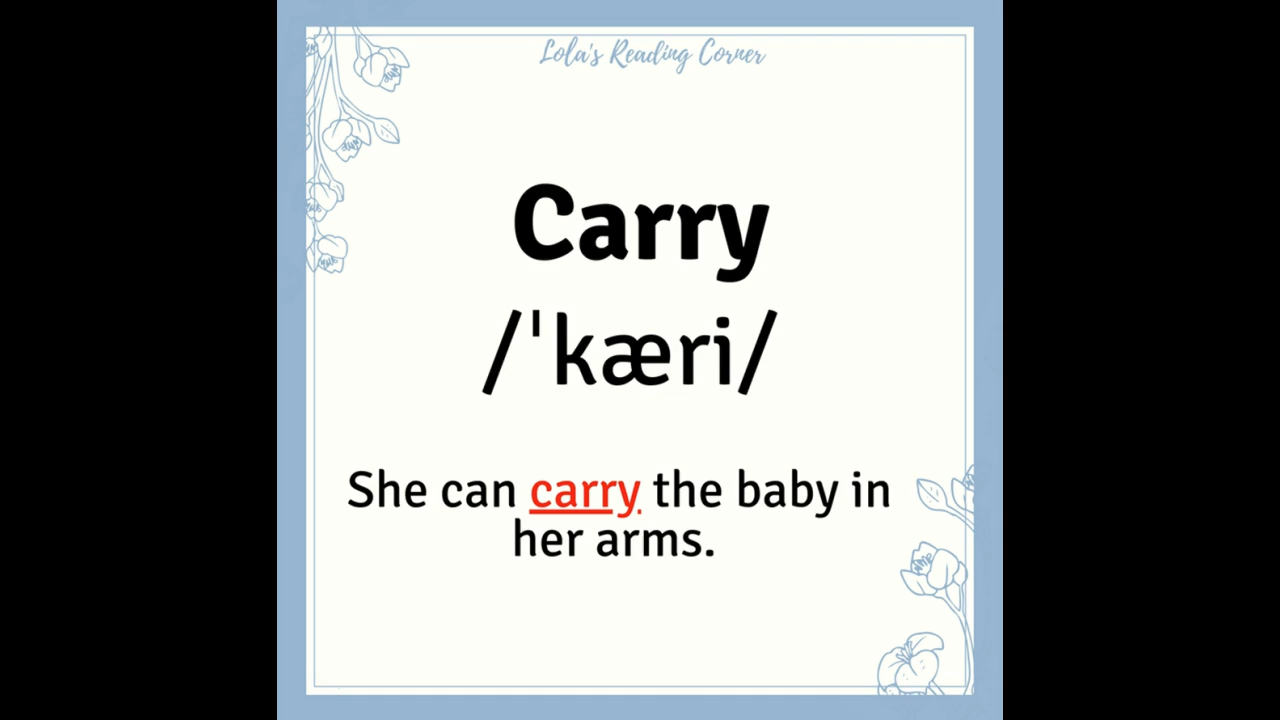 Lola's Reading Corner
Carry
/ˈkæri/
She can carry the baby in
her arms.